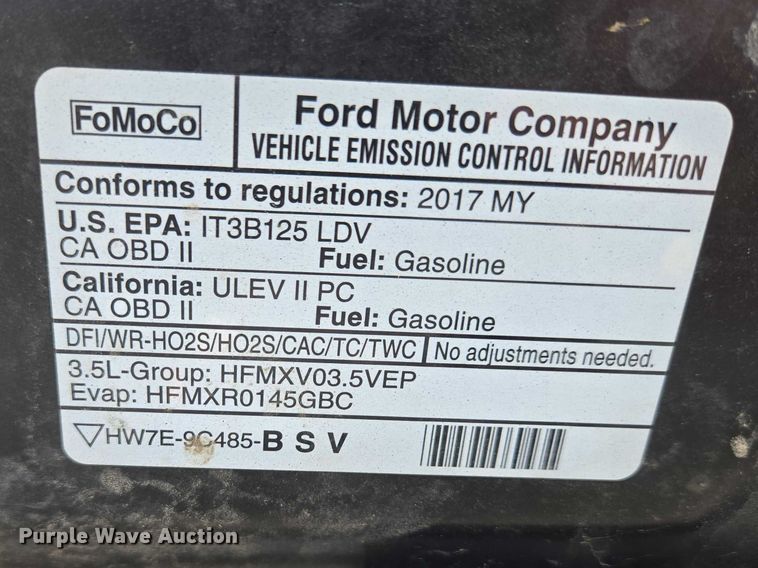 FoMoCo
Ford Motor Company
VEHICLE EMISSION CONTROL INFORMATION
Conforms to regulations: 2017 MY
U.S. EPA: IT3B125 LDV
CA OBD II Fuel: Gasoline
California: ULEV II PC
CA OBD II Fuel: Gasoline
DFI/WR-HO2S/HO2S/CAC/TC/TWC No adjustments needed.
3.5L-Group: HFMXV03.5VEP
Evap: HFMXR0145GBC
▽HW7E-9C485-B S V
Purple Wave Auction